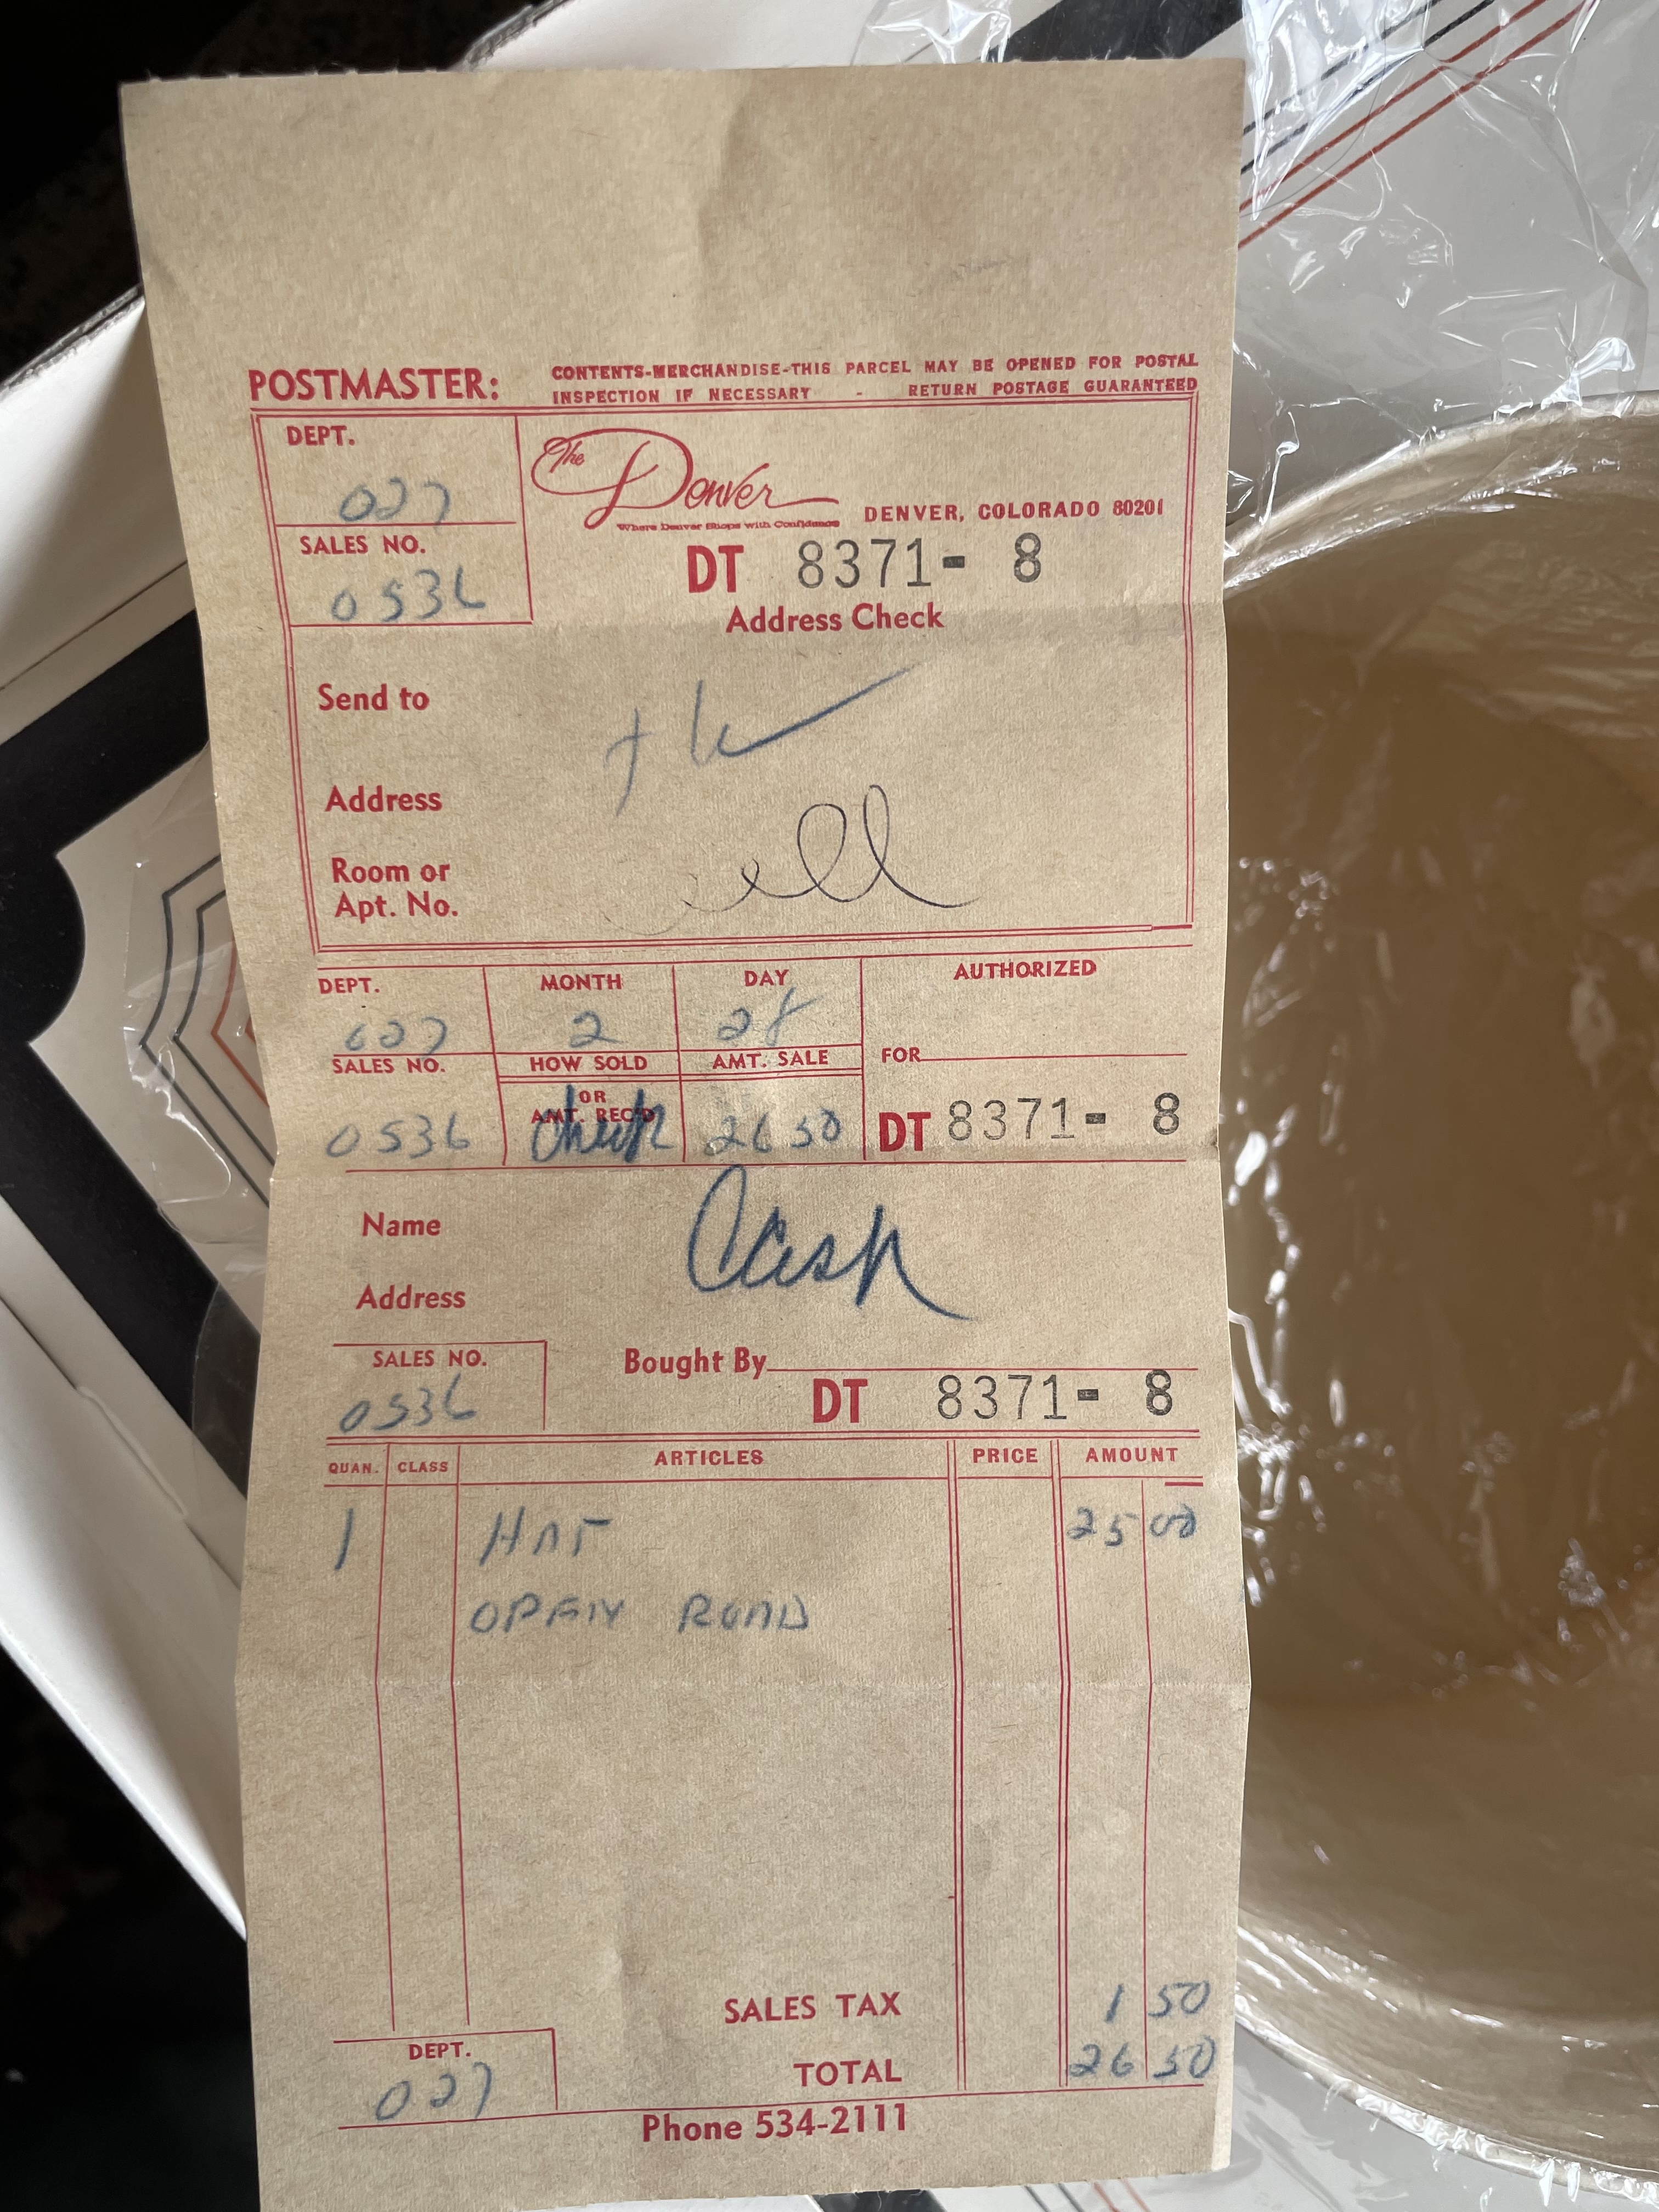 POSTMASTER: CONTENTS-MERCHANDISE-THIS PARCEL MAY BE OPENED FOR POSTAL
INSPECTION IF NECESSARY - RETURN POSTAGE GUARANTEED
DEPT.
027
The Denver
Where Denver Shops with Confidence
DENVER, COLORADO 80201
SALES NO.
0536
DT 8371- 8
Address Check
Send to
Address
Room or
Apt. No.
DEPT. MONTH DAY AUTHORIZED
027 2 28
SALES NO. HOW SOLD AMT. SALE FOR
OR
AMT. REC'D
0536 26 50 DT 8371- 8
Name Cash
Address
SALES NO. Bought By
0536 DT 8371- 8
QUAN. CLASS ARTICLES PRICE AMOUNT
1 HAT 25 00
OPEN ROAD
SALES TAX 1 50
DEPT.
TOTAL 26 50
027
Phone 534-2111